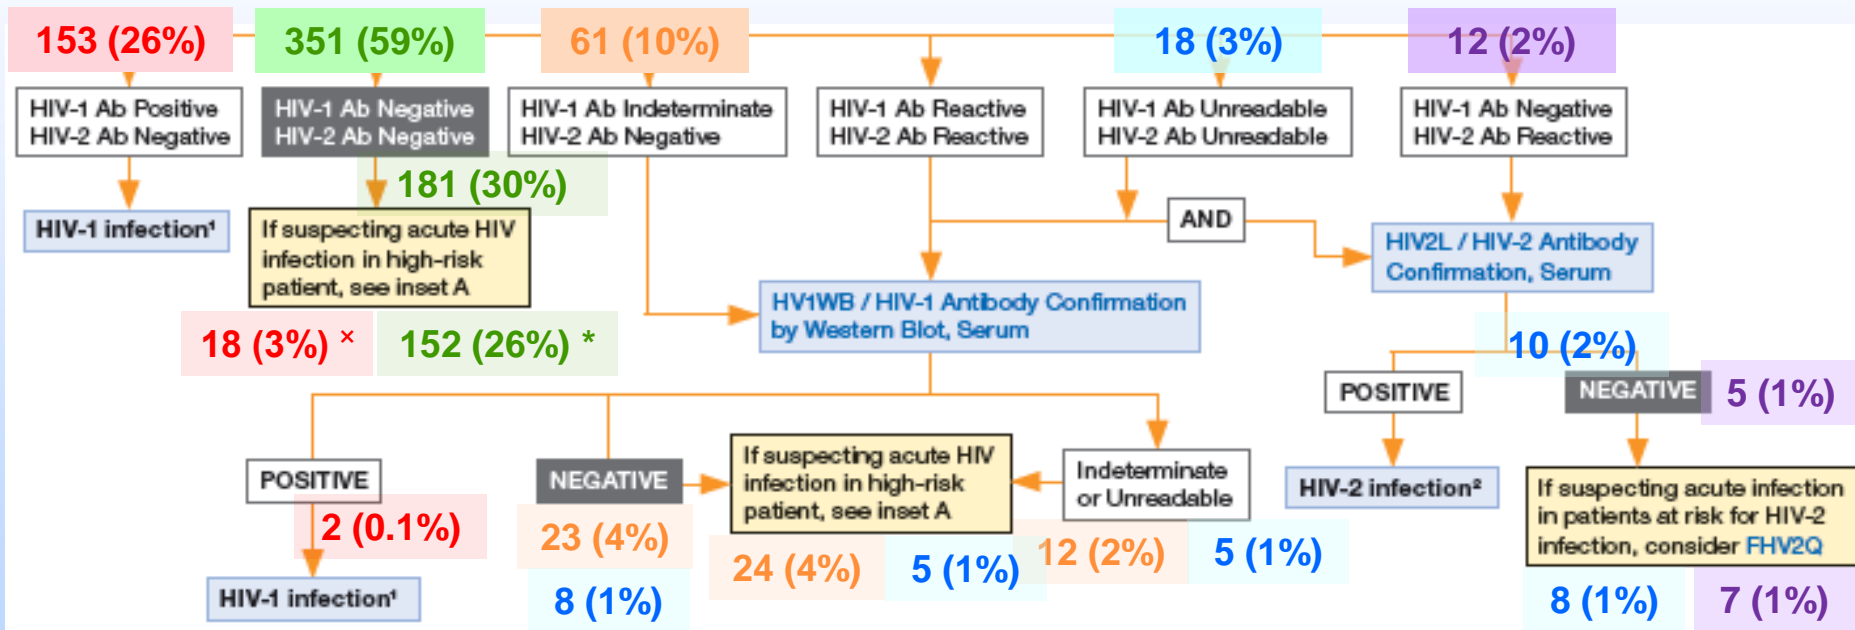 153 (26%)
351 (59%)
61 (10%)
18 (3%)
12 (2%)
HIV-1 Ab Positive
HIV-2 Ab Negative
HIV-1 Ab Negative
HIV-2 Ab Negative
HIV-1 Ab Indeterminate
HIV-2 Ab Negative
HIV-1 Ab Reactive
HIV-2 Ab Reactive
HIV-1 Ab Unreadable
HIV-2 Ab Unreadable
HIV-1 Ab Negative
HIV-2 Ab Reactive
181 (30%)
HIV-1 infection¹
If suspecting acute HIV
infection in high-risk
patient, see inset A
AND
HIV2L / HIV-2 Antibody
Confirmation, Serum
HV1WB / HIV-1 Antibody Confirmation
by Western Blot, Serum
18 (3%) ×
152 (26%) *
10 (2%)
POSITIVE
NEGATIVE
5 (1%)
POSITIVE
NEGATIVE
If suspecting acute HIV
infection in high-risk
patient, see inset A
Indeterminate
or Unreadable
HIV-2 infection²
If suspecting acute infection
in patients at risk for HIV-2
infection, consider FHV2Q
2 (0.1%)
23 (4%)
24 (4%)
5 (1%)
12 (2%)
5 (1%)
HIV-1 infection¹
8 (1%)
8 (1%)
7 (1%)